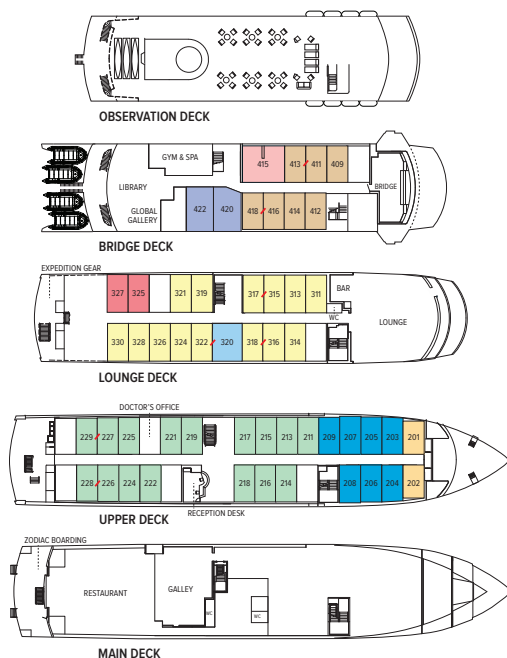 OBSERVATION DECK
GYM & SPA
415
413
411
409
LIBRARY
BRIDGE
GLOBAL
GALLERY
422
420
418
416
414
412
BRIDGE DECK
EXPEDITION GEAR
327
325
321
319
317
315
313
311
BAR
WC
LOUNGE
330
328
326
324
322
320
318
316
314
LOUNGE DECK
DOCTOR'S OFFICE
229
227
225
221
219
217
215
213
211
209
207
205
203
201
228
226
224
222
218
216
214
208
206
204
202
RECEPTION DESK
UPPER DECK
ZODIAC BOARDING
RESTAURANT
GALLEY
WC
WC
MAIN DECK